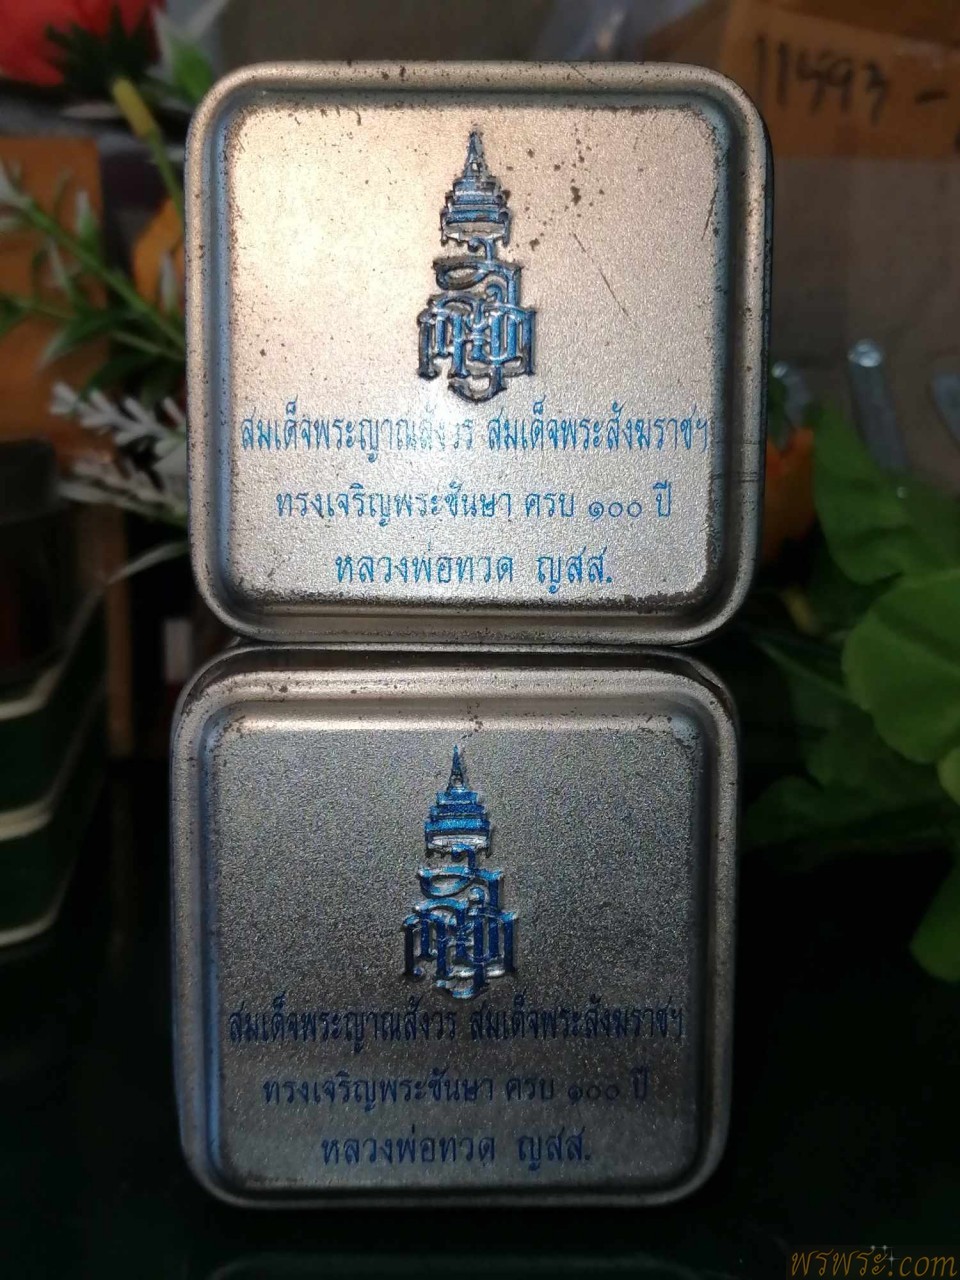 11593 -
สมเด็จพระญาณสังวร สมเด็จพระสังฆราชฯ
ทรงเจริญพระชันษา ครบ ๑๐๐ ปี
หลวงพ่อทวด ญสส.
สมเด็จพระญาณสังวร สมเด็จพระสังฆราชฯ
ทรงเจริญพระชันษา ครบ ๑๐๐ ปี
หลวงพ่อทวด ญสส.
พรพระ.com